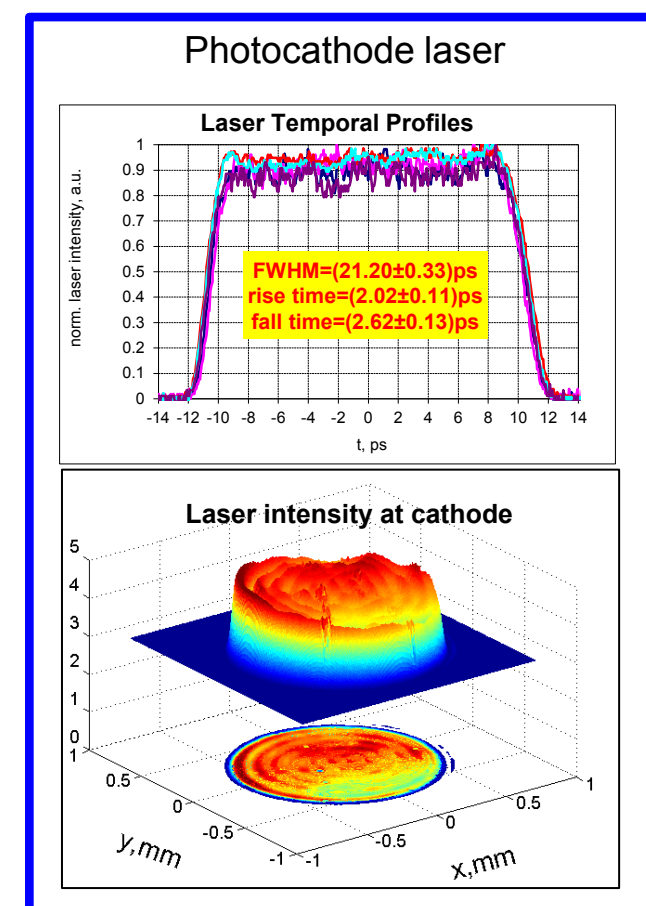 Photocathode laser
Laser Temporal Profiles
norm. laser intensity, a.u.
1
0.9
0.8
0.7
0.6
0.5
0.4
0.3
0.2
0.1
0
FWHM=(21.20±0.33)ps
rise time=(2.02±0.11)ps
fall time=(2.62±0.13)ps
-14 -12 -10 -8 -6 -4 -2 0 2 4 6 8 10 12 14
t, ps
Laser intensity at cathode
5
4
3
2
1
0
1
0.5
0
-0.5
-1
y,mm
-1
-0.5
0
0.5
1
x,mm